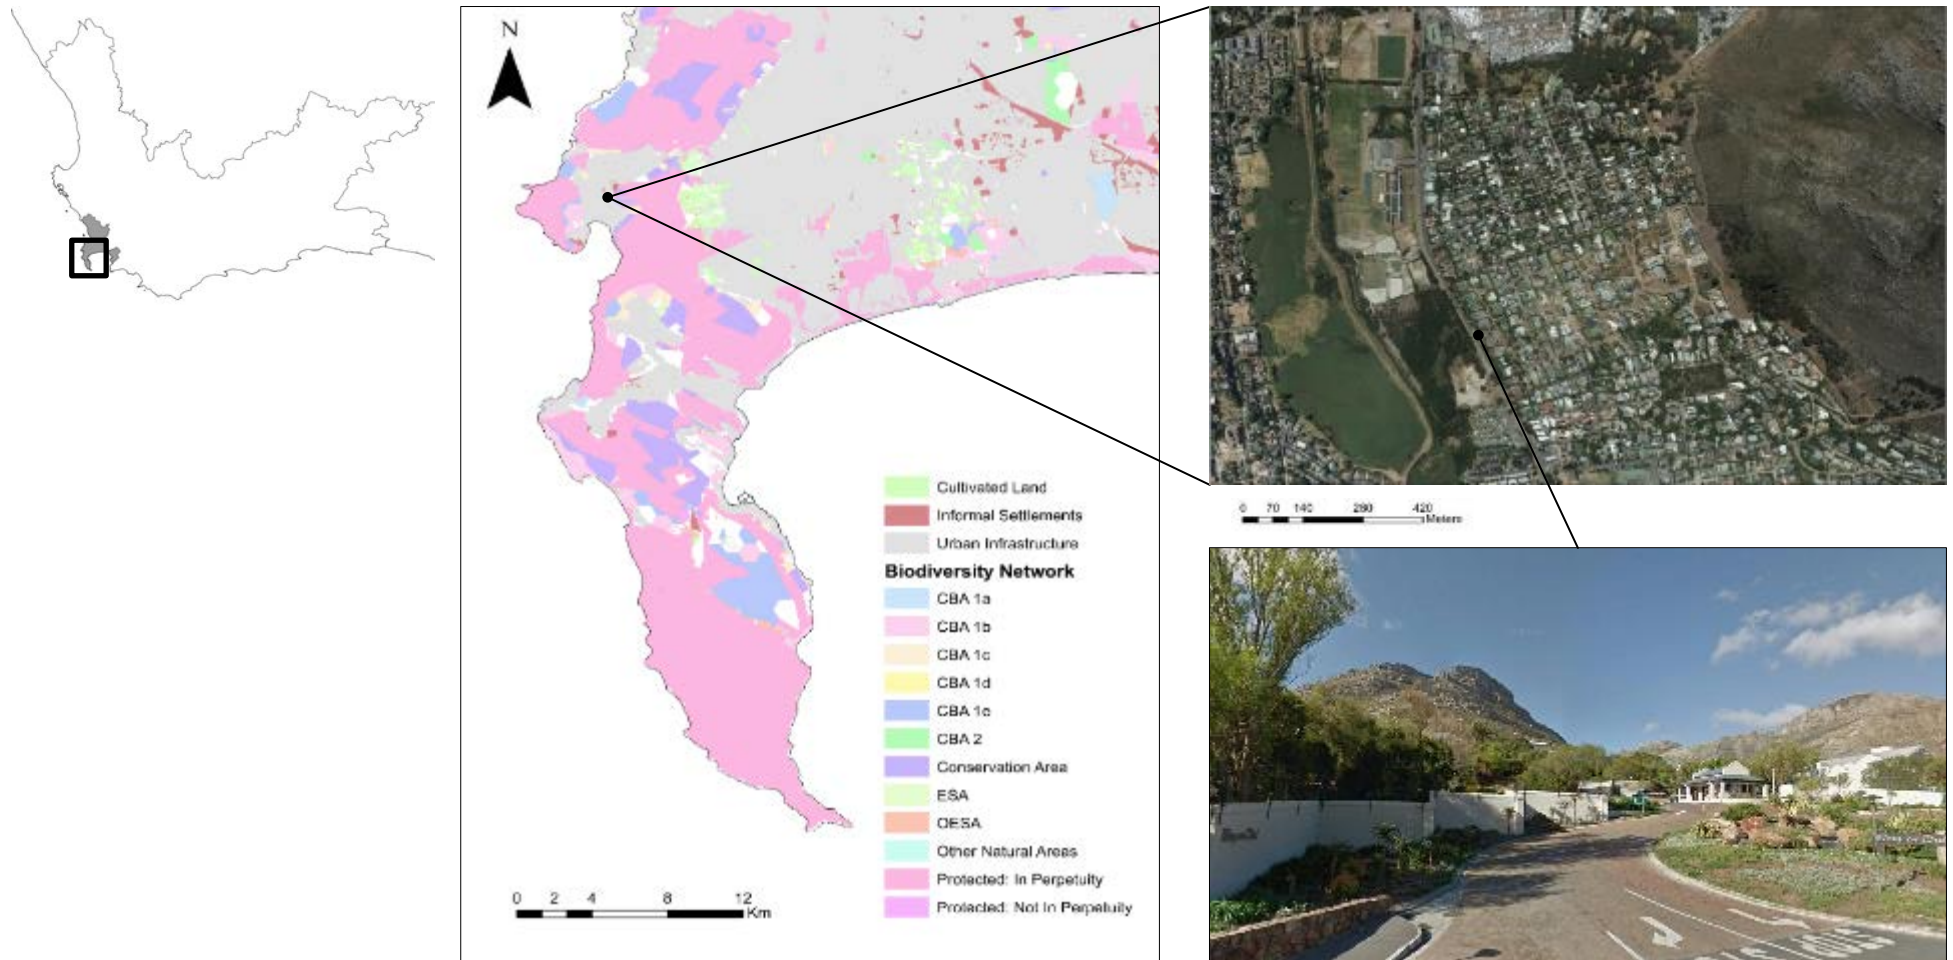 N
Cultivated Land
Informal Settlements
Urban Infrastructure
Biodiversity Network
CBA 1a
CBA 1b
CBA 1c
CBA 1d
CBA 1e
CBA 2
Conservation Area
ESA
OESA
Other Natural Areas
Protected: In Perpetuity
Protected: Not In Perpetuity
0 2 4 8 12
Km
0 70 140 280 420
Meters
STOP